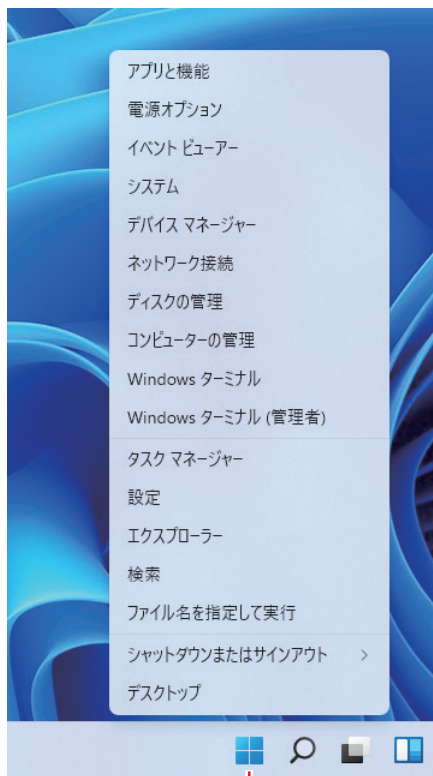 アプリと機能
電源オプション
イベント ビューアー
システム
デバイス マネージャー
ネットワーク接続
ディスクの管理
コンピューターの管理
Windows ターミナル
Windows ターミナル (管理者)
タスク マネージャー
設定
エクスプローラー
検索
ファイル名を指定して実行
シャットダウンまたはサインアウト
デスクトップ